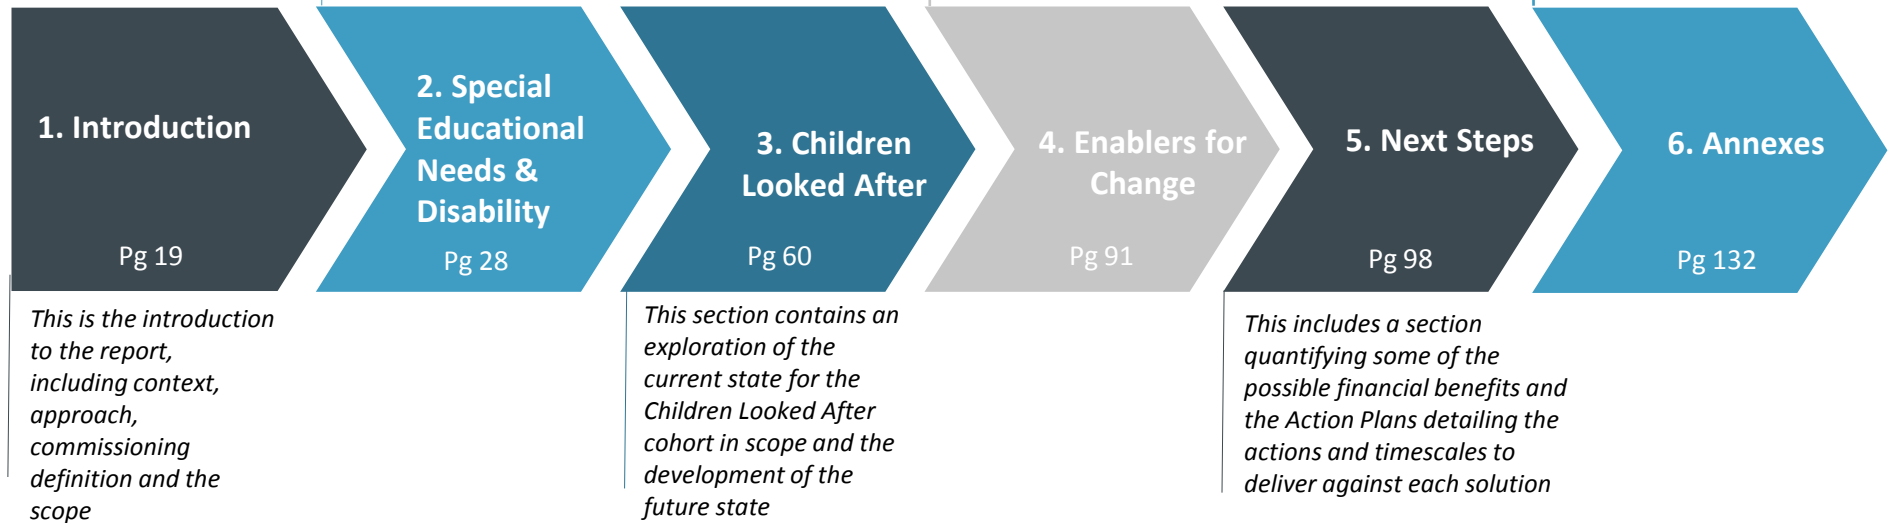 1. Introduction
Pg 19
2. Special
Educational
Needs &
Disability
Pg 28
3. Children
Looked After
Pg 60
4. Enablers for
Change
Pg 91
5. Next Steps
Pg 98
6. Annexes
Pg 132
This is the introduction
to the report,
including context,
approach,
commissioning
definition and the
scope
This section contains an
exploration of the
current state for the
Children Looked After
cohort in scope and the
development of the
future state
This includes a section
quantifying some of the
possible financial benefits and
the Action Plans detailing the
actions and timescales to
deliver against each solution